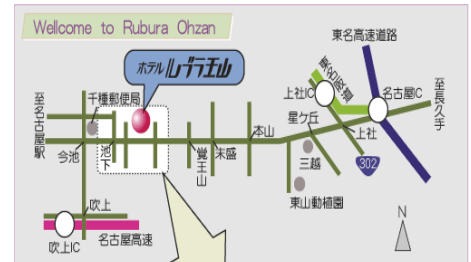 Wellcome to Rubura Ohzan
東名高速道路
ホテルルブラ王山
東名阪道
名古屋IC
至長久手
上社IC
至名古屋駅
千種郵便局
星ケ丘
上社
本山
今池
池下
覚王山
末盛
三越
302
東山動植園
吹上
吹上IC
名古屋高速
N